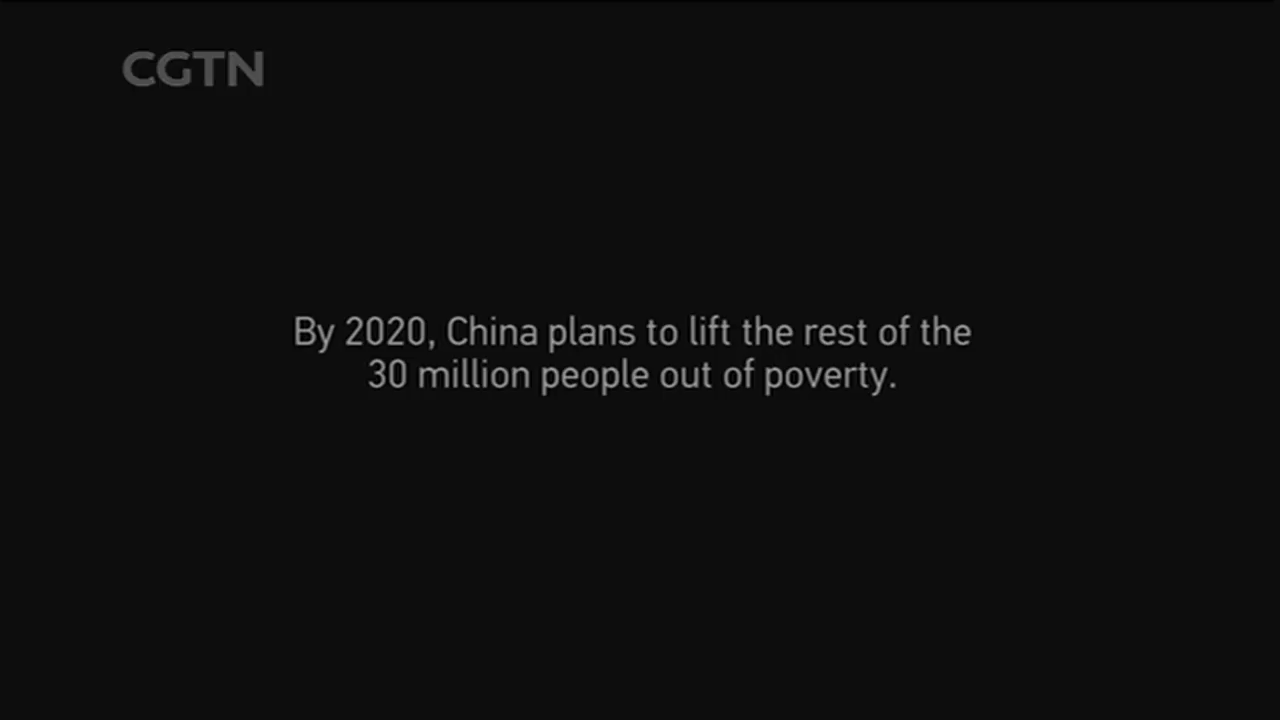 CGTN
By 2020, China plans to lift the rest of the
30 million people out of poverty.